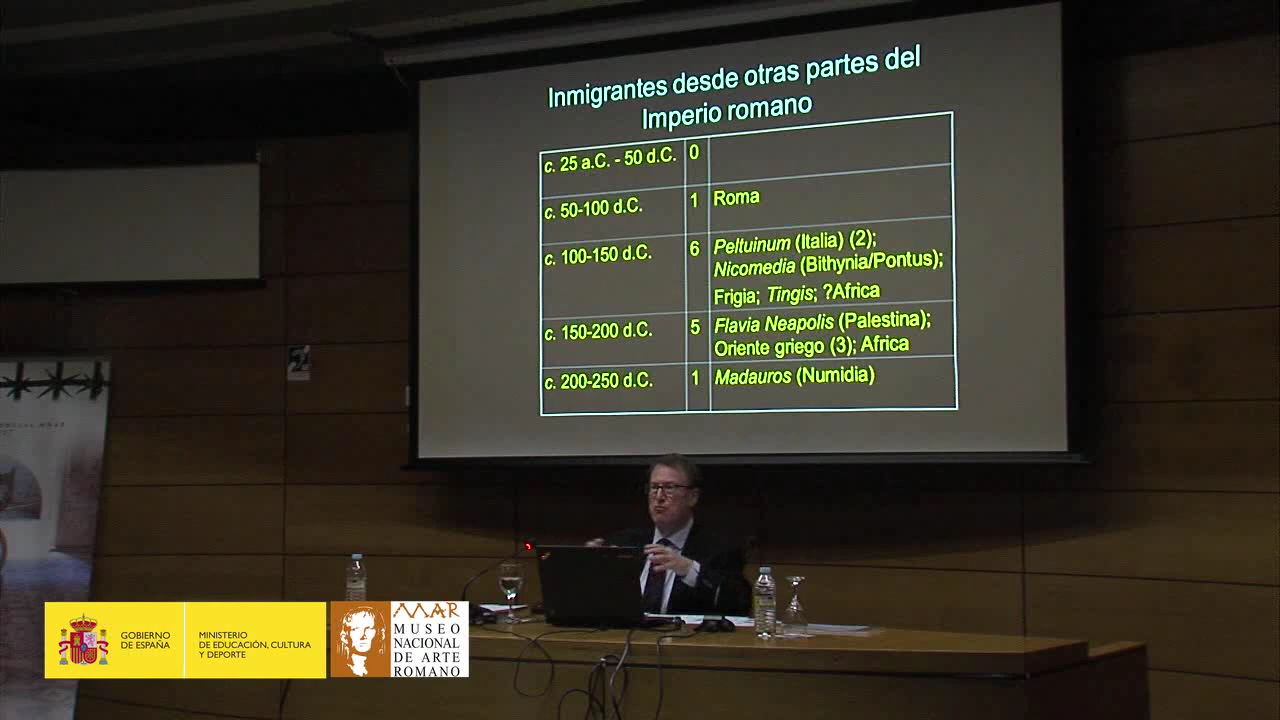 Inmigrantes desde otras partes del
Imperio romano
c. 25 a.C. - 50 d.C. 0
c. 50-100 d.C. 1 Roma
c. 100-150 d.C. 6 Peltuinum (Italia) (2);
Nicomedia (Bithynia/Pontus);
Frigia; Tingis; ?Africa
c. 150-200 d.C. 5 Flavia Neapolis (Palestina);
Oriente griego (3); Africa
c. 200-250 d.C. 1 Madauros (Numidia)
GOBIERNO
DE ESPAÑA
MINISTERIO
DE EDUCACIÓN, CULTURA
Y DEPORTE
MAR
MUSEO
NACIONAL
DE ARTE
ROMANO